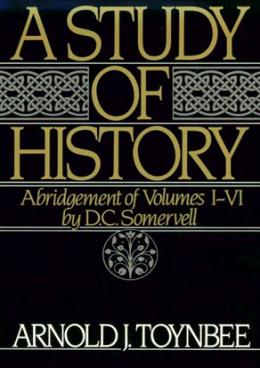 A STUDY
OF
HISTORY
Abridgement of Volumes I–VI
by D.C. Somervell
ARNOLD J. TOYNBEE